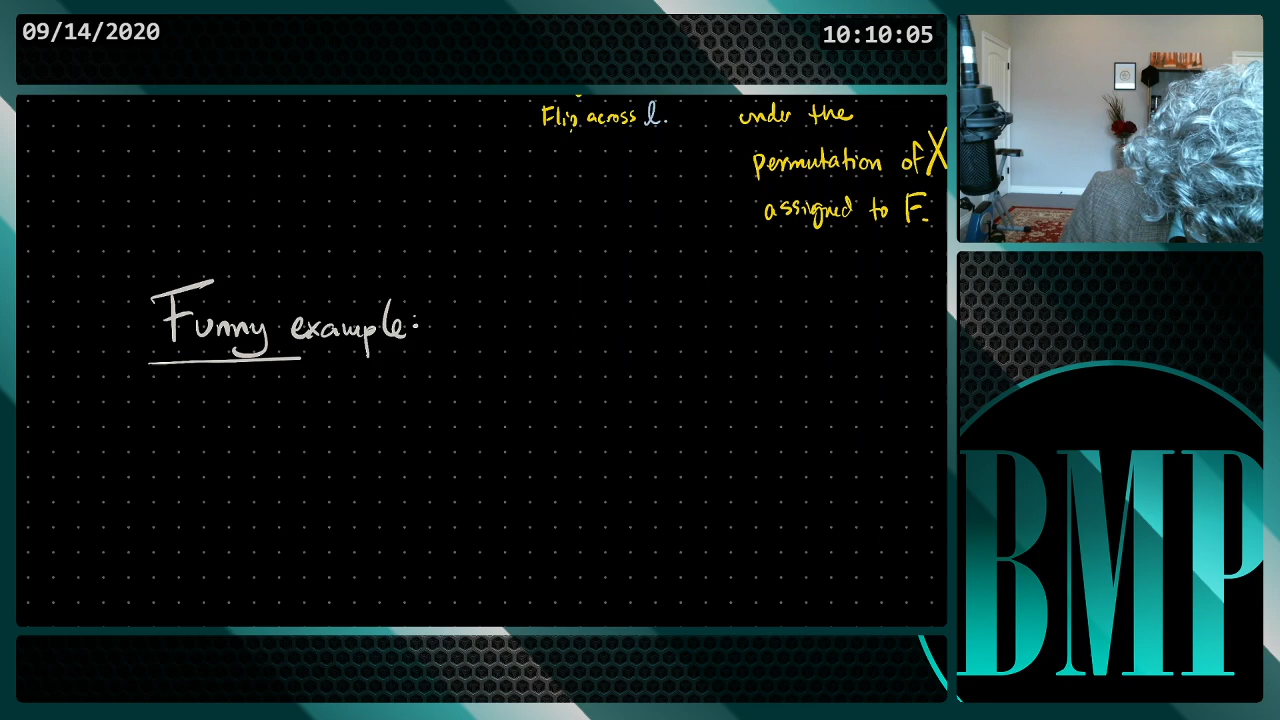 09/14/2020
10:10:05
Flip across l.
under the
permutation of X
assigned to F.
Funny example:
BMP